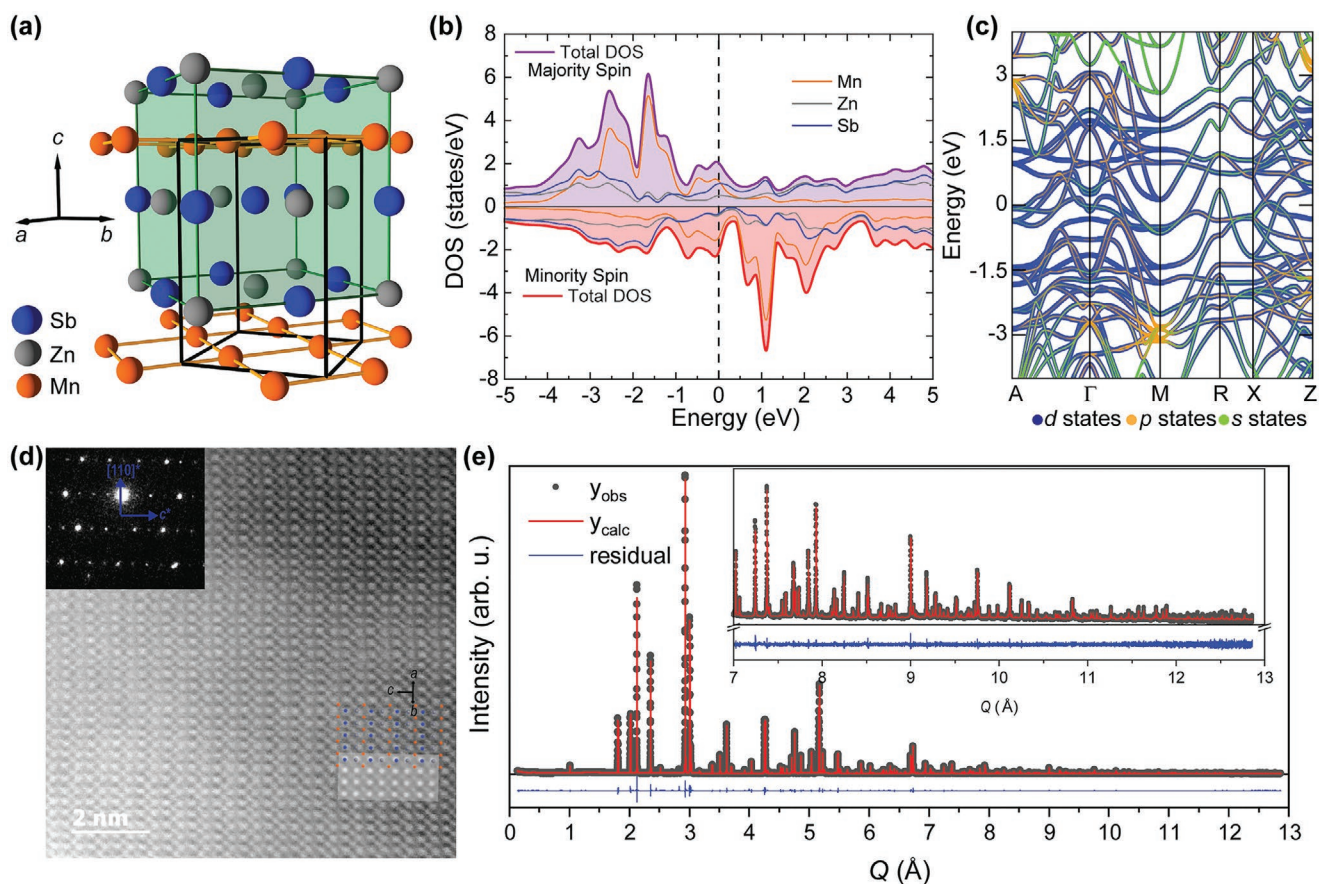 (a)
c
a
b
Sb
Zn
Mn
(b)
DOS (states/eV)
8
6
4
2
0
-2
-4
-6
-8
Total DOS
Majority Spin
Mn
Zn
Sb
Minority Spin
Total DOS
-5 -4 -3 -2 -1 0 1 2 3 4 5
Energy (eV)
(c)
Energy (eV)
3
1.5
0
-1.5
-3
A Γ M R X Z
d states p states s states
(d)
[110]*
c*
a
c
b
2 nm
(e)
Intensity (arb. u.)
yobs
ycalc
residual
7 8 9 10 11 12 13
Q (Å)
0 1 2 3 4 5 6 7 8 9 10 11 12 13
Q (Å)